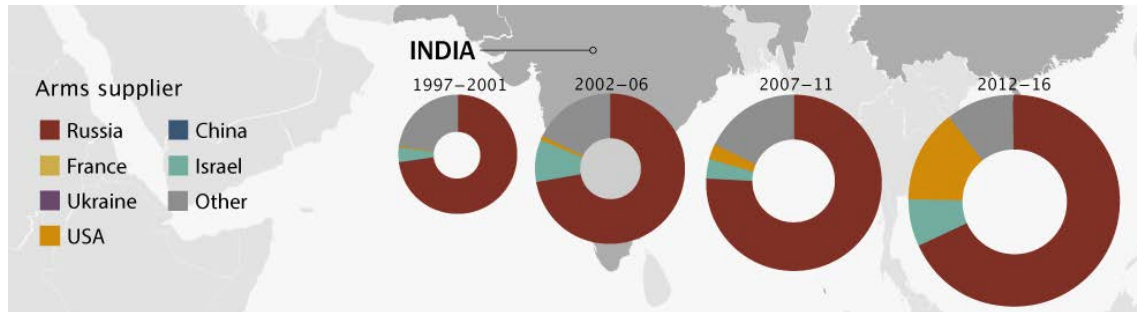 INDIA
1997–2001
2002–06
2007–11
2012–16
Arms supplier
Russia
China
France
Israel
Ukraine
Other
USA